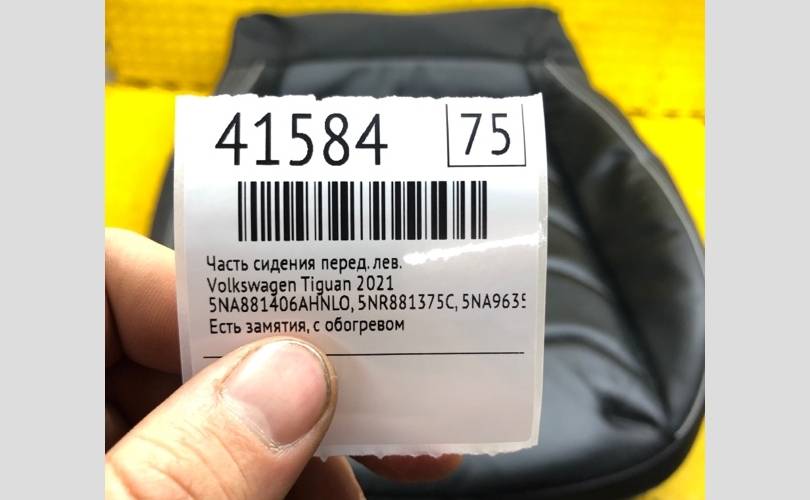 41584 75
Часть сидения перед. лев.
Volkswagen Tiguan 2021
5NA881406AHNLO, 5NR881375C, 5NA9635
Есть замятия, с обогревом